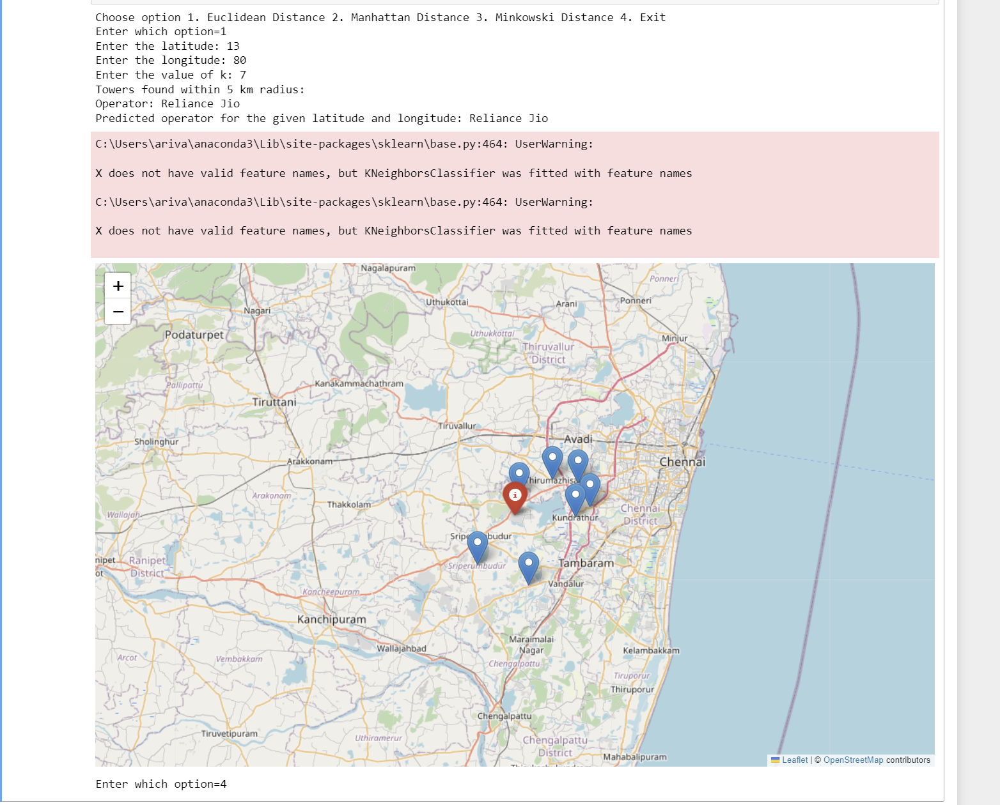 Choose option 1. Euclidean Distance 2. Manhattan Distance 3. Minkowski Distance 4. Exit
Enter which option=1
Enter the latitude: 13
Enter the longitude: 80
Enter the value of k: 7
Towers found within 5 km radius:
Operator: Reliance Jio
Predicted operator for the given latitude and longitude: Reliance Jio
C:\Users\ariva\anaconda3\Lib\site-packages\sklearn\base.py:464: UserWarning:
X does not have valid feature names, but KNeighborsClassifier was fitted with feature names
C:\Users\ariva\anaconda3\Lib\site-packages\sklearn\base.py:464: UserWarning:
X does not have valid feature names, but KNeighborsClassifier was fitted with feature names
+
−
Nagalapuram
Ponneri
Uthukottai
Arani
Ponneri
Nagari
Podaturpet
Uthukkottai
Minjur
Thiruvallur
District
Pallipattu
Kanakammachathram
Tiruttani
Tiruvallur
Sholinghur
Avadi
Arakkonam
Chennai
Arakonam
Thakkolam
Wallajah
Chennai
District
Kundrathur
Sriperumbudur
Ranipet
District
Tambaram
Vandalur
Kancheepuram
Kanchipuram
Maraimalai
Nagar
Wallajahbad
Kelambakkam
Arcot
Vembakkam
Chengalpattu
Tiruporur
Thiruporur
Chengalpattu
Tiruvetipuram
Uthiramerur
Chengalpattu
District
Mahabalipuram
Leaflet | © OpenStreetMap contributors
Enter which option=4